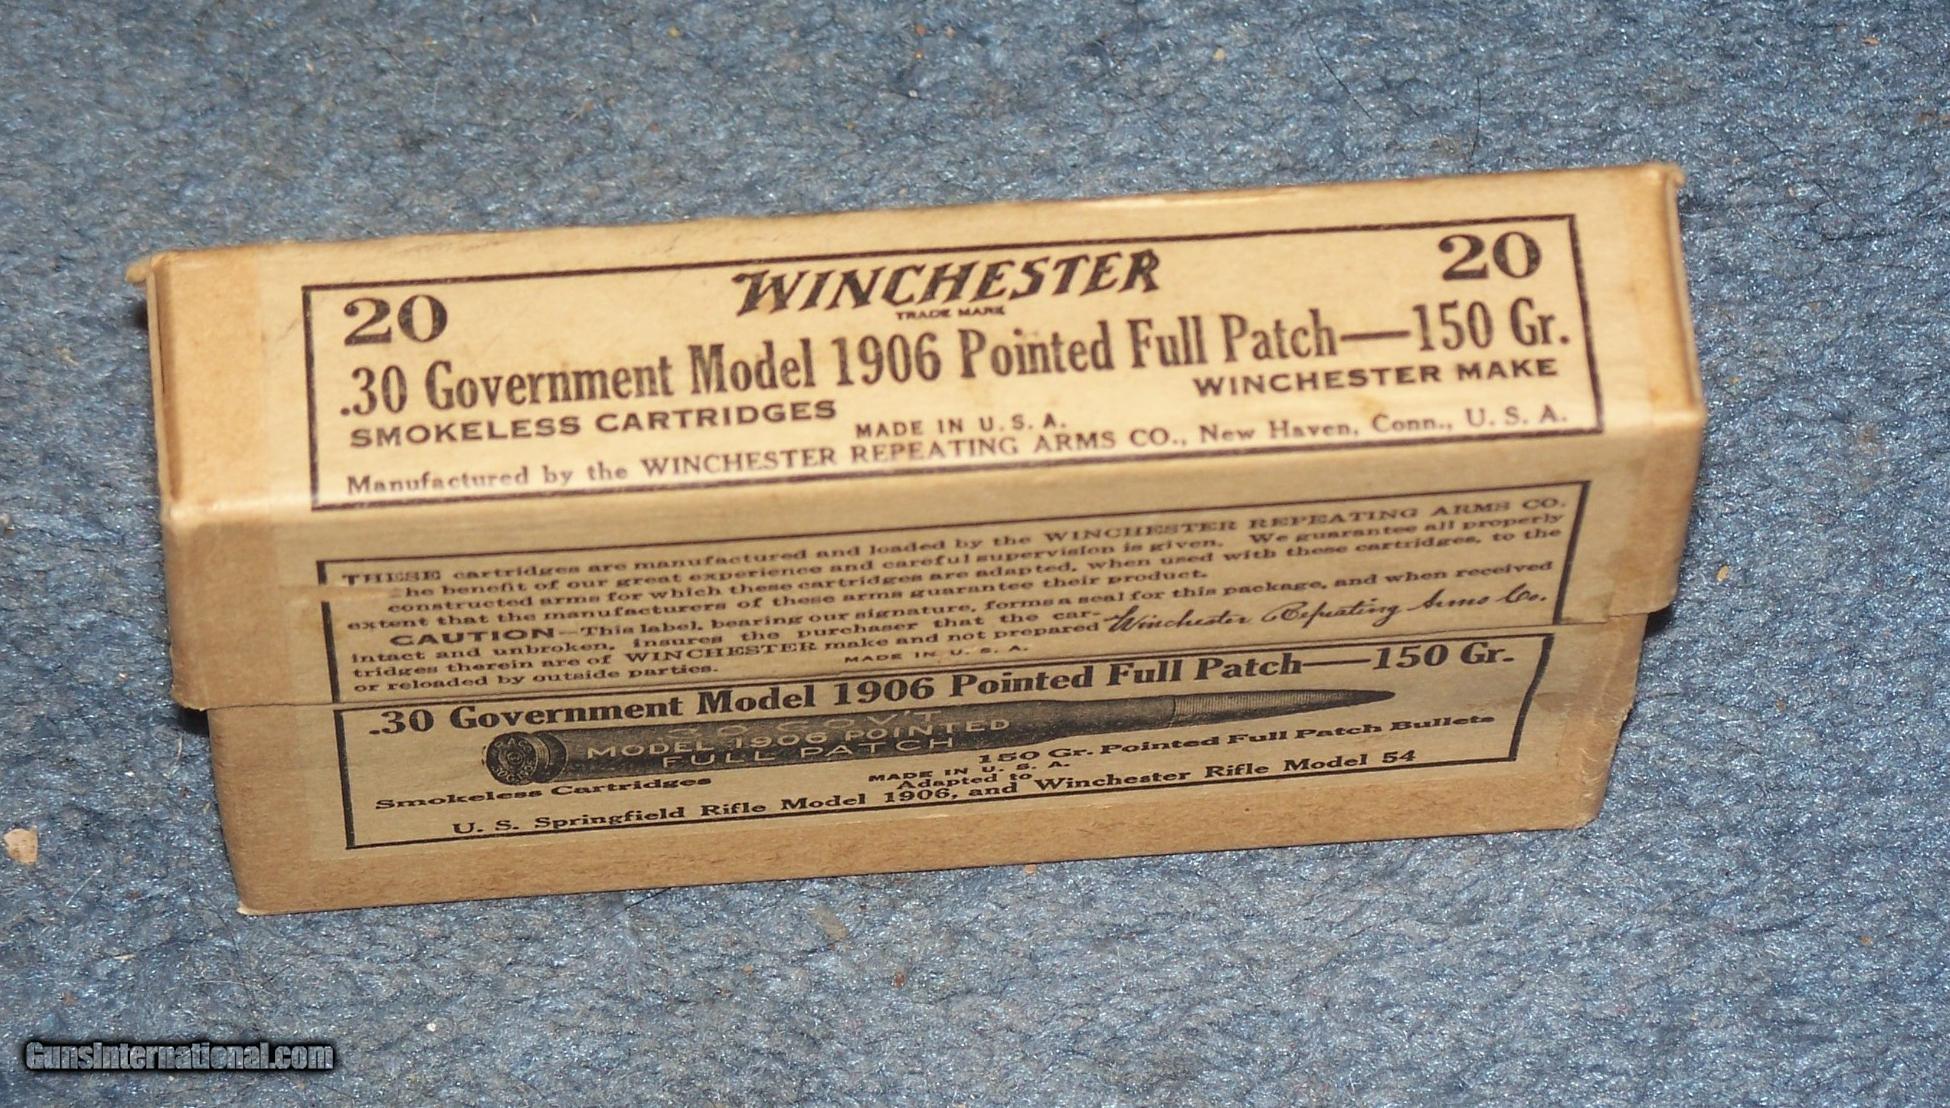 20 WINCHESTER 20
TRADE MARK
.30 Government Model 1906 Pointed Full Patch—150 Gr.
SMOKELESS CARTRIDGES MADE IN U. S. A. WINCHESTER MAKE
Manufactured by the WINCHESTER REPEATING ARMS CO., New Haven, Conn., U. S. A.
THESE cartridges are manufactured and loaded by the WINCHESTER REPEATING ARMS CO.
he benefit of our great experience and careful supervision is given. We guarantee all properly
constructed arms for which these cartridges are adapted, when used with these cartridges, to the
extent that the manufacturers of these arms guarantee their product.
CAUTION—This label, bearing our signature, forms a seal for this package, and when received
intact and unbroken, insures the purchaser that the car-
tridges therein are of WINCHESTER make and not prepared Winchester Repeating Arms Co.
or reloaded by outside parties. MADE IN U. S. A.
.30 Government Model 1906 Pointed Full Patch—150 Gr.
30 GOV'T
MODEL 1906 POINTED
FULL PATCH
Smokeless Cartridges 150 Gr. Pointed Full Patch Bullets
MADE IN U. S. A.
Adapted to
U. S. Springfield Rifle Model 1906, and Winchester Rifle Model 54
GunsInternational.com